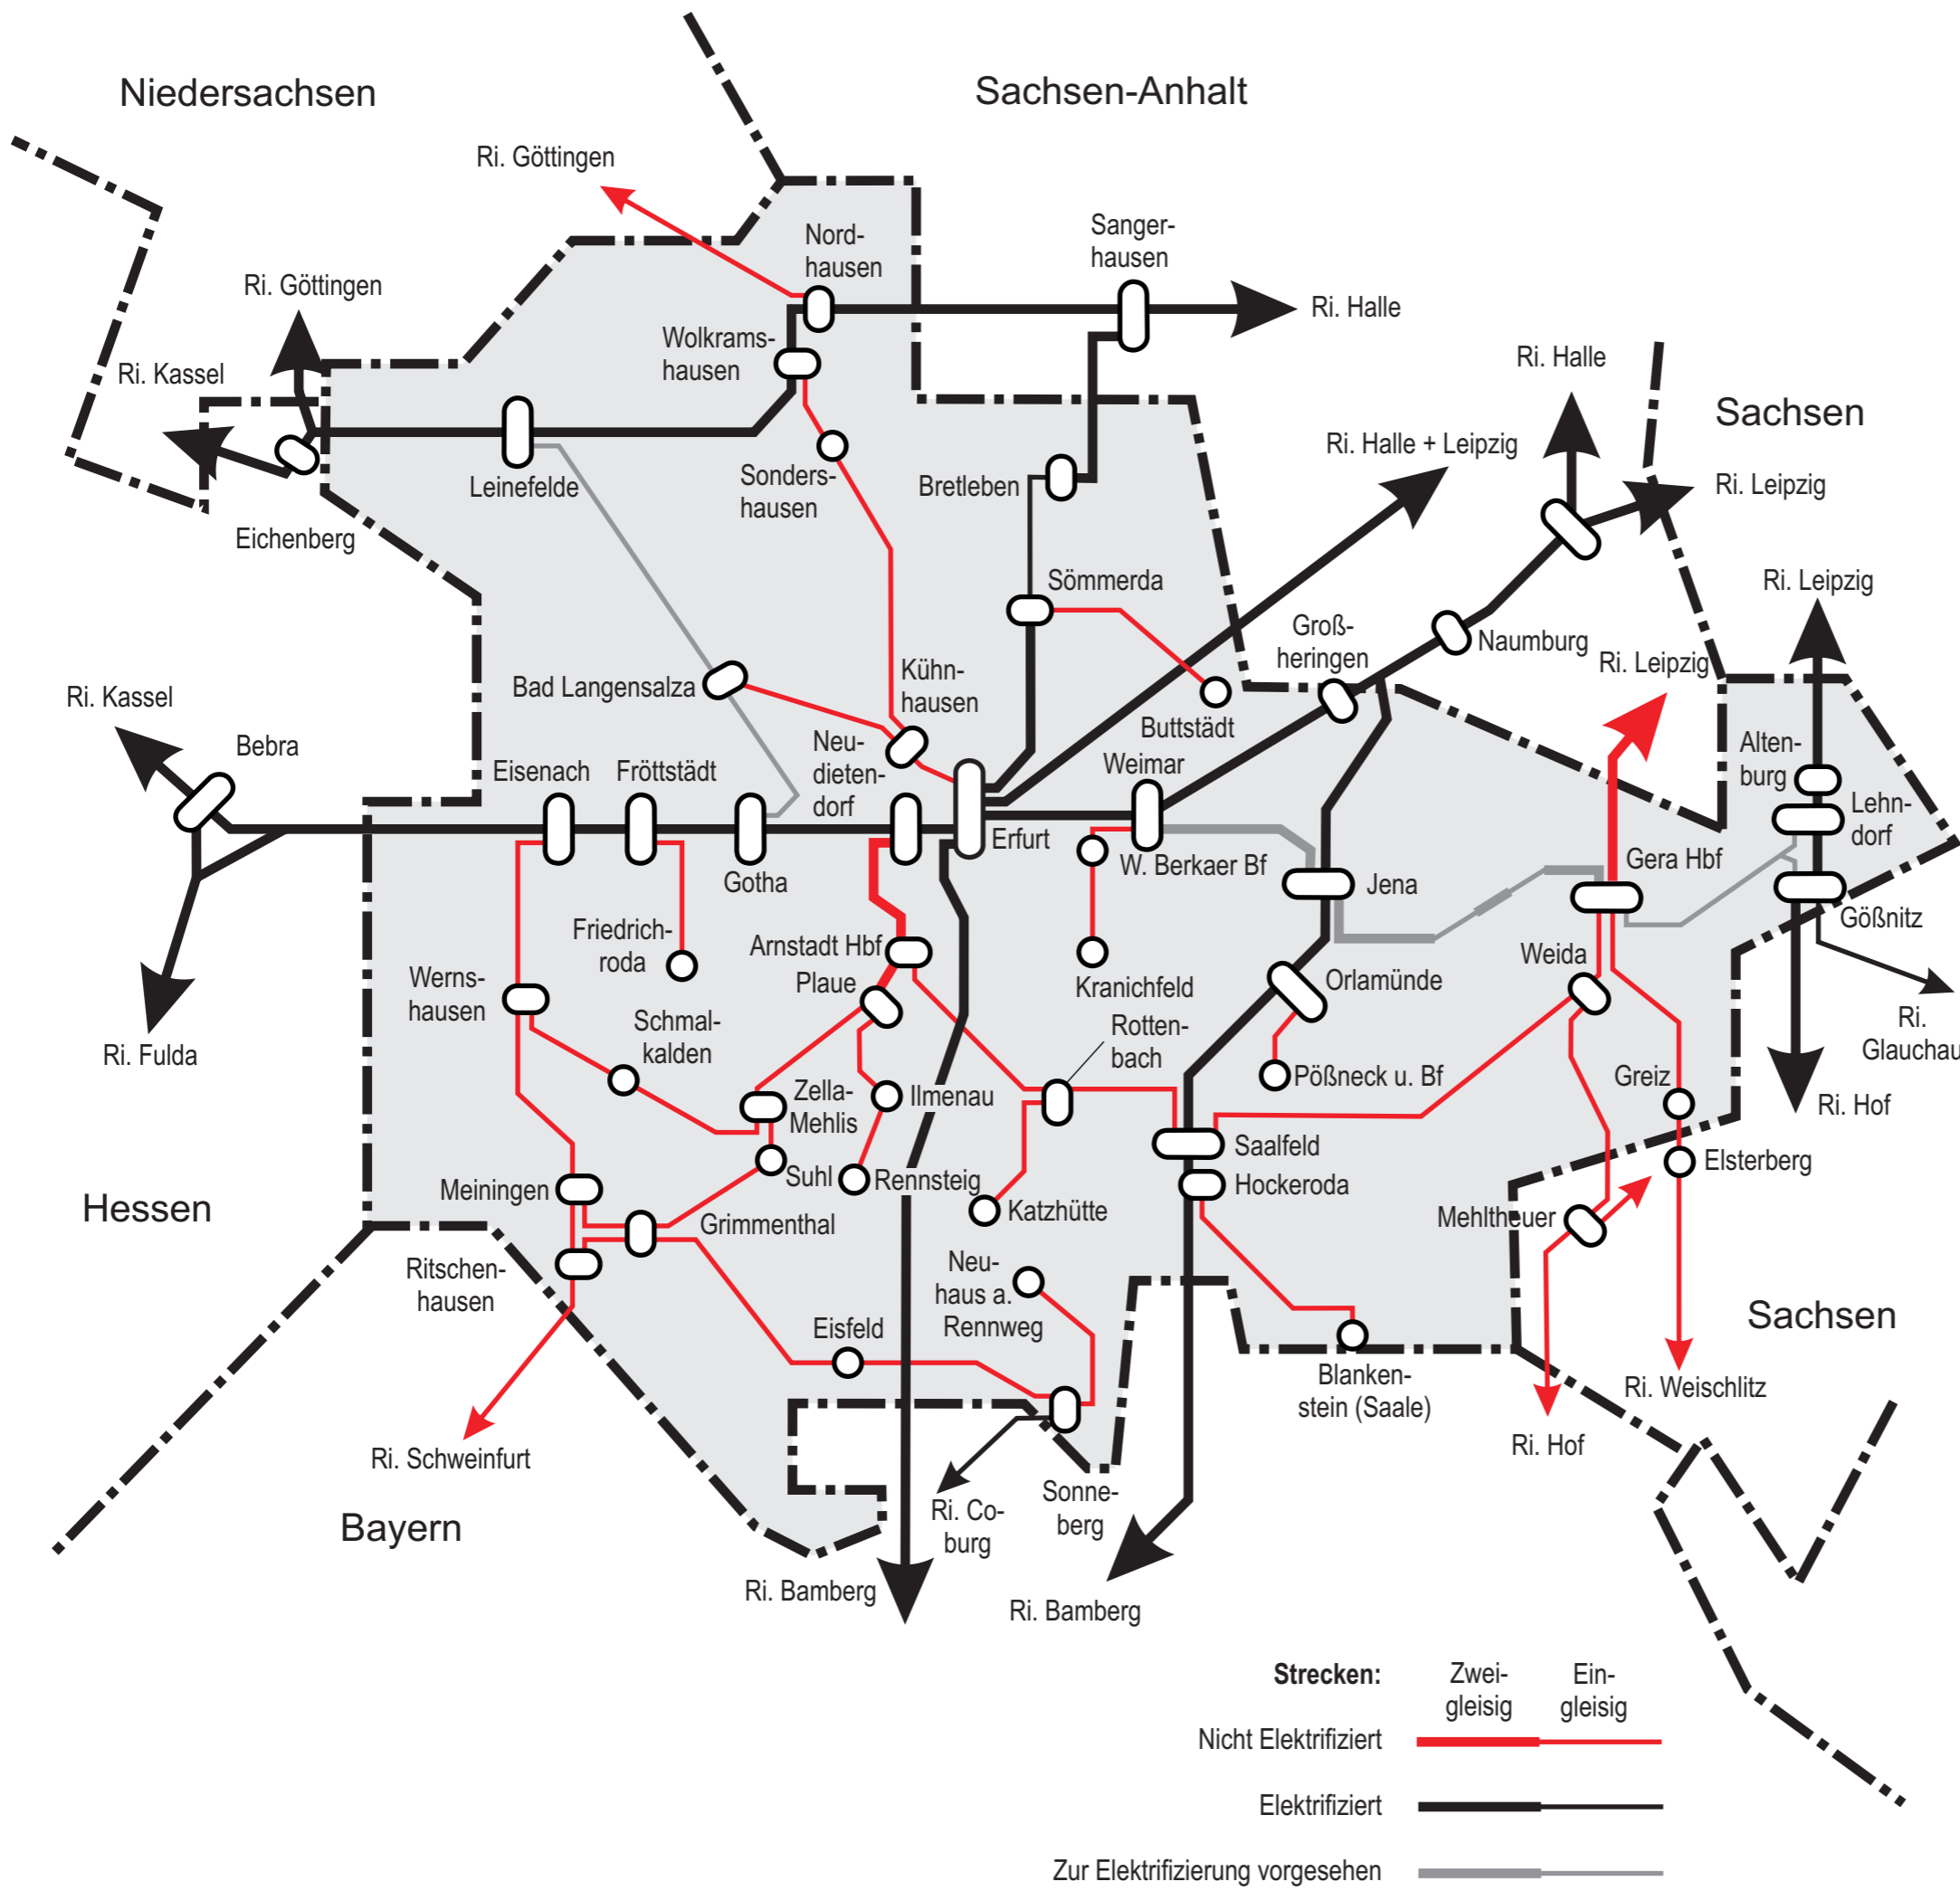 Niedersachsen
Sachsen-Anhalt
Ri. Göttingen
Nord-
hausen
Sanger-
hausen
Ri. Göttingen
Ri. Halle
Wolkrams-
hausen
Ri. Kassel
Ri. Halle
Sachsen
Ri. Halle + Leipzig
Leinefelde
Sonders-
hausen
Bretleben
Ri. Leipzig
Eichenberg
Sömmerda
Ri. Leipzig
Groß-
heringen
Naumburg
Ri. Leipzig
Bad Langensalza
Kühn-
hausen
Buttstädt
Ri. Kassel
Bebra
Eisenach
Fröttstädt
Neu-
dieten-
dorf
Weimar
Alten-
burg
Lehn-
dorf
Erfurt
W. Berkaer Bf
Gera Hbf
Gotha
Jena
Gößnitz
Friedrich-
roda
Arnstadt Hbf
Plaue
Weida
Werns-
hausen
Kranichfeld
Orlamünde
Schmal-
kalden
Rotten-
bach
Ri.
Glauchau
Ri. Fulda
Pößneck u. Bf
Greiz
Zella-
Mehlis
Ilmenau
Ri. Hof
Saalfeld
Elsterberg
Suhl
Rennsteig
Hockeroda
Meiningen
Hessen
Katzhütte
Grimmenthal
Mehltheuer
Ritschen-
hausen
Neu-
haus a.
Rennweg
Sachsen
Eisfeld
Blanken-
stein (Saale)
Ri. Weischlitz
Ri. Schweinfurt
Ri. Hof
Bayern
Ri. Co-
burg
Sonne-
berg
Ri. Bamberg
Ri. Bamberg
Strecken:
Zwei-
gleisig
Ein-
gleisig
Nicht Elektrifiziert
Elektrifiziert
Zur Elektrifizierung vorgesehen